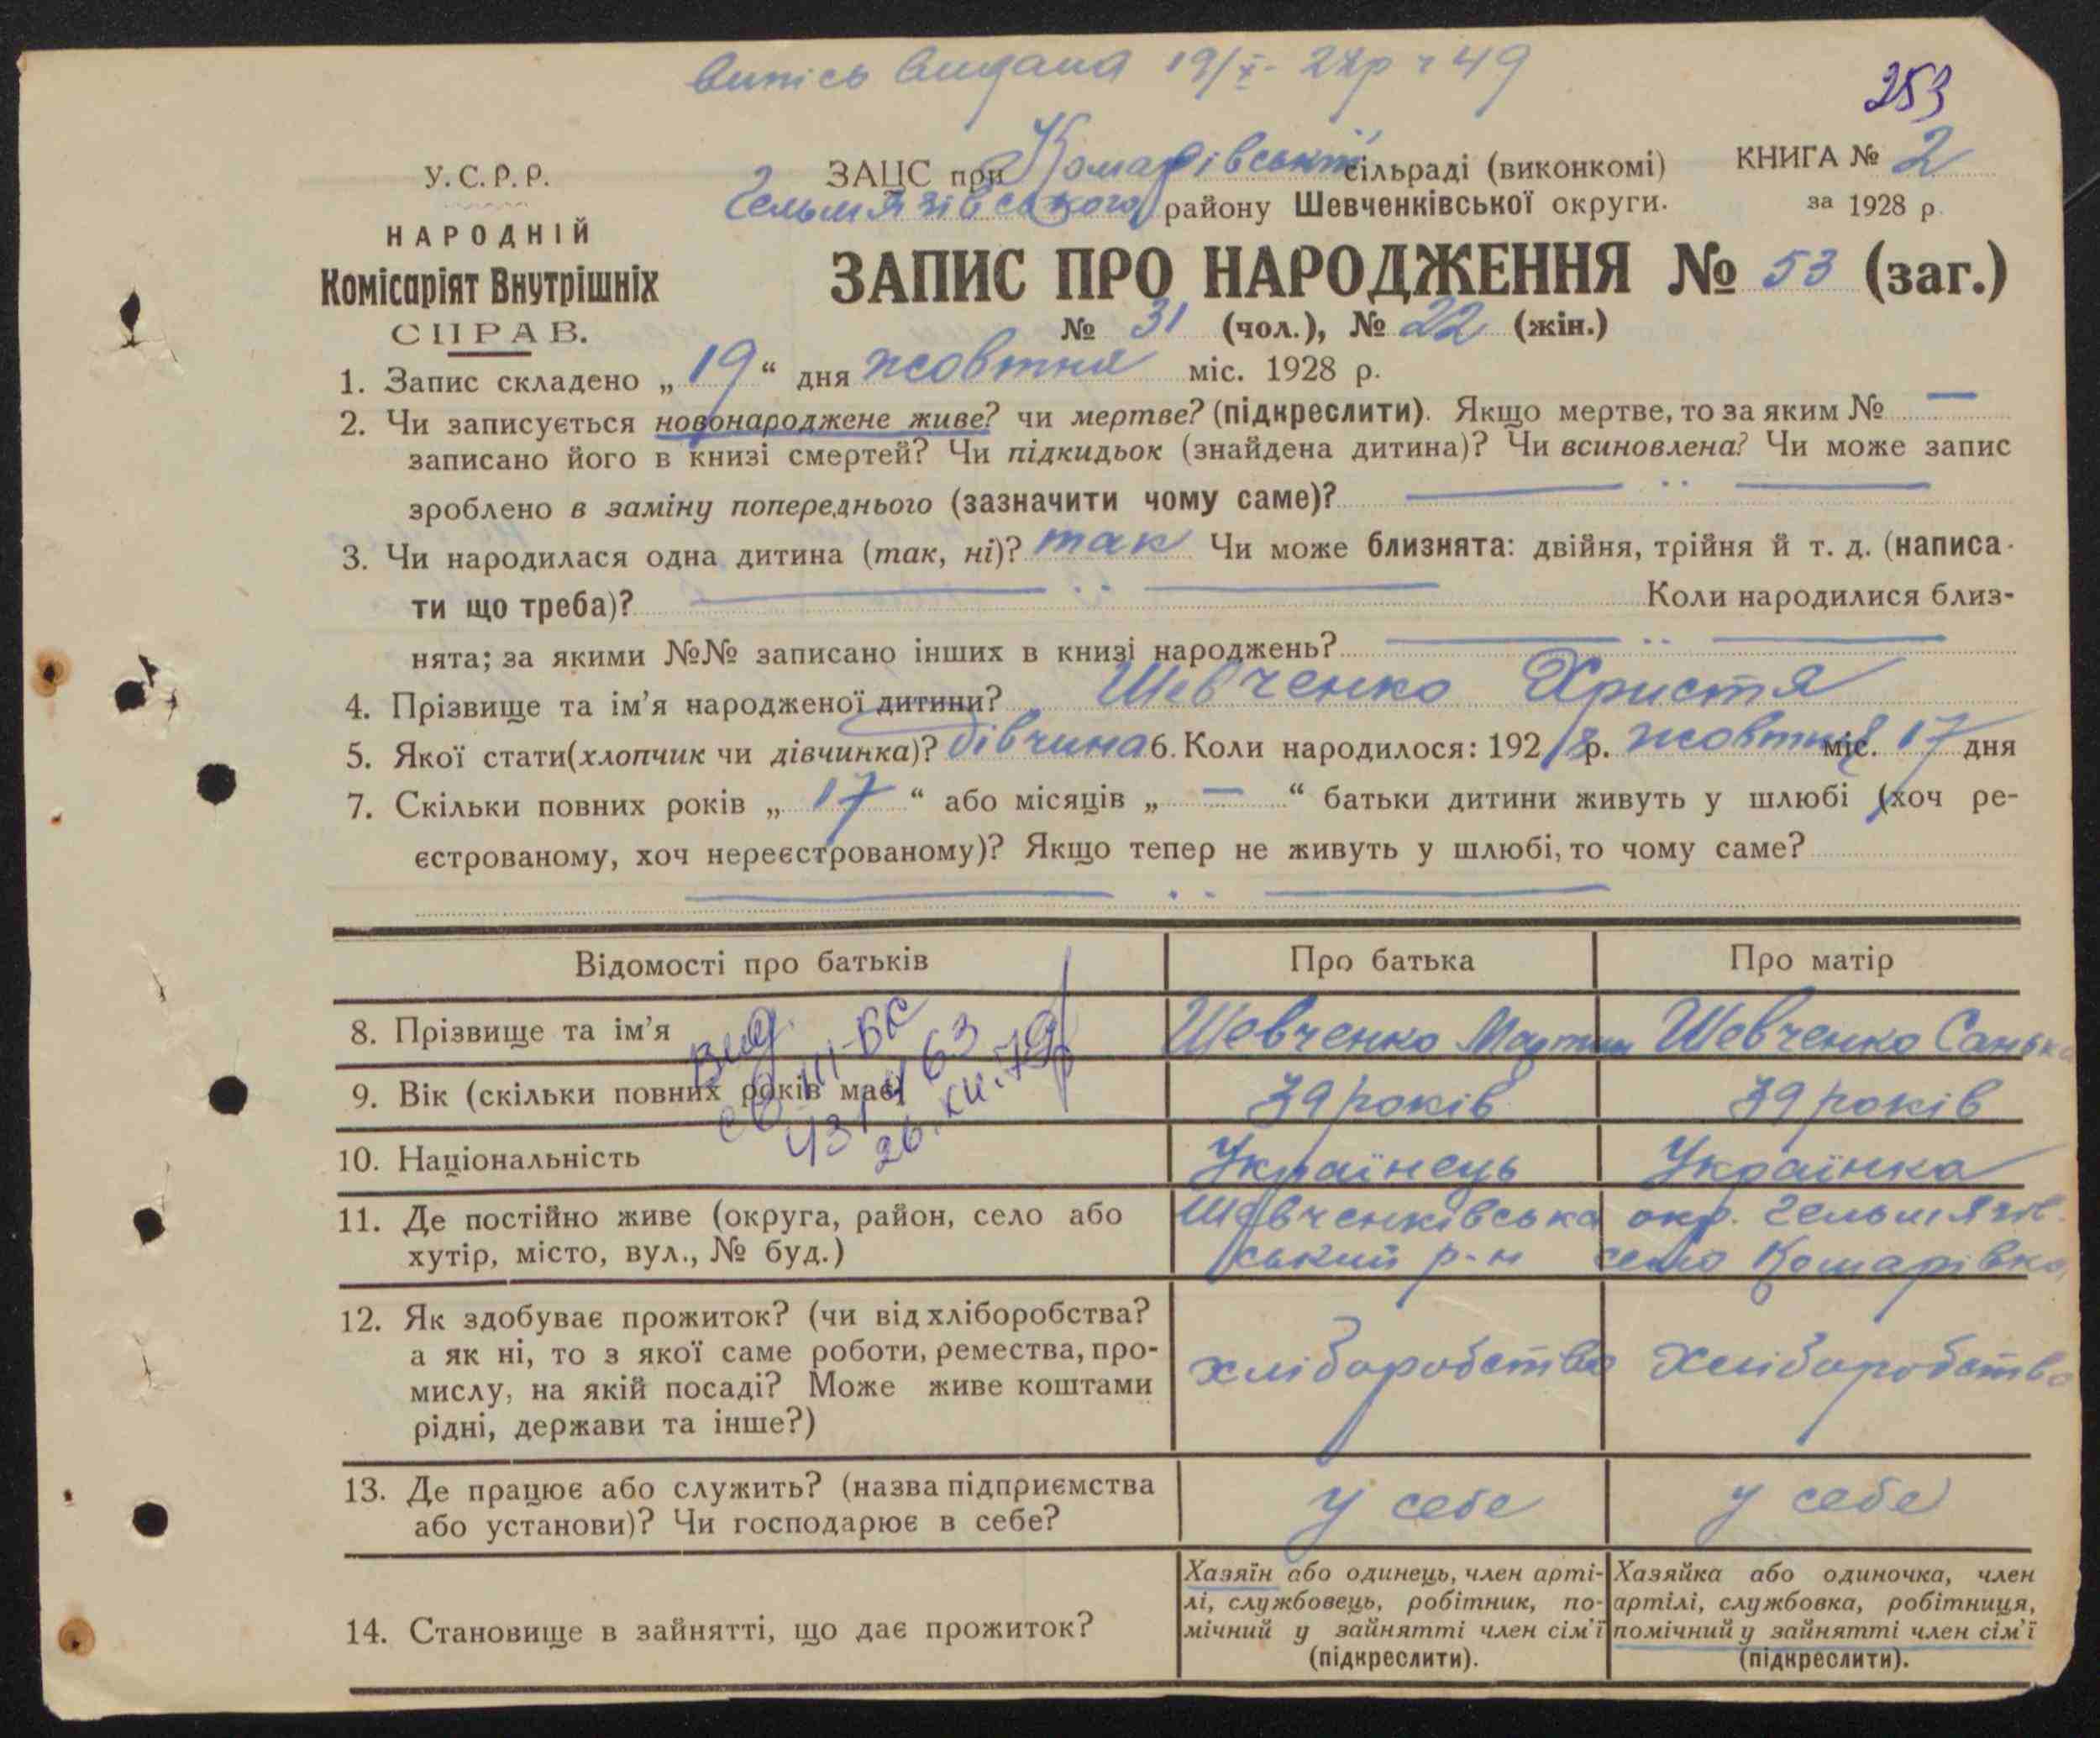 Випись видана 19/X- 28р ч 49
253
У.С.Р.Р.
НАРОДНІЙ
Комісаріят Внутрішніх
СПРАВ.
ЗАЦС при Комарівській сільраді (виконкомі)
Гельмязівського району Шевченківської округи.
КНИГА № 2
за 1928 р.
ЗАПИС ПРО НАРОДЖЕННЯ № 53 (заг.)
№ 31 (чол.), № 22 (жін.)
1. Запис складено „ 19 “ дня жовтня міс. 1928 р.
2. Чи записується новонароджене живе? чи мертве? (підкреслити). Якщо мертве, то за яким № —
записано його в книзі смертей? Чи підкидьок (знайдена дитина)? Чи всиновлена? Чи може запис
зроблено в заміну попереднього (зазначити чому саме)? — ·· —
3. Чи народилася одна дитина (так, ні)? так Чи може близнята: двійня, трійня й т. д. (написа-
ти що треба)? — ·· — Коли народилися близ-
нята; за якими №№ записано інших в книзі народжень? — ·· —
4. Прізвище та ім’я народженої дитини? Шевченко Христя
5. Якої стати (хлопчик чи дівчинка)? дівчина 6. Коли народилося: 1928 р. жовтня міс. 17 дня
7. Скільки повних років „ 17 “ або місяців „ — “ батьки дитини живуть у шлюбі (хоч ре-
єстрованому, хоч нереєстрованому)? Якщо тепер не живуть у шлюбі, то чому саме?
— ·· —
Відомості про батьків Про батька Про матір
8. Прізвище та ім’я Шевченко Мартин Шевченко Санька
Вид.
св III-БК
431463
26.XII.79р
9. Вік (скільки повних років має) 39 років 39 років
10. Національність Українець Українка
11. Де постійно живе (округа, район, село або Шевченківська окр. Гельмязів-
хутір, місто, вул., № буд.) ський р-н село Комарівка
12. Як здобуває прожиток? (чи від хліборобства?
а як ні, то з якої саме роботи, ремества, про-
мислу, на якій посаді? Може живе коштами
рідні, держави та інше?)
хліборобство хліборобство
13. Де працює або служить? (назва підприємства
або установи)? Чи господарює в себе?
у себе у себе
14. Становище в зайнятті, що дає прожиток?
Хазяїн або одинець, член арті-
лі, службовець, робітник, по-
мічний у зайнятті член сім’ї
(підкреслити).
Хазяйка або одиночка, член
артілі, службовка, робітниця,
помічний у зайнятті член сім’ї
(підкреслити).